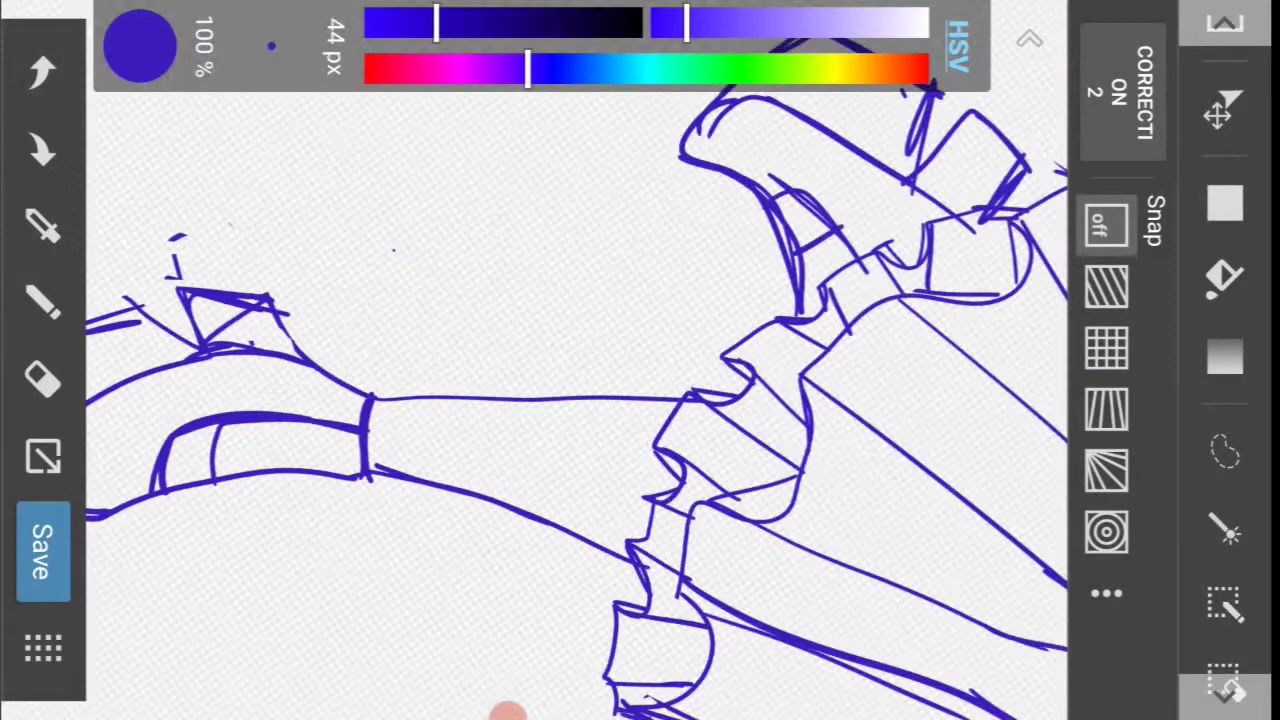 HSV
44 px
100 %
CORRECTI
ON
2
Snap
off
Save